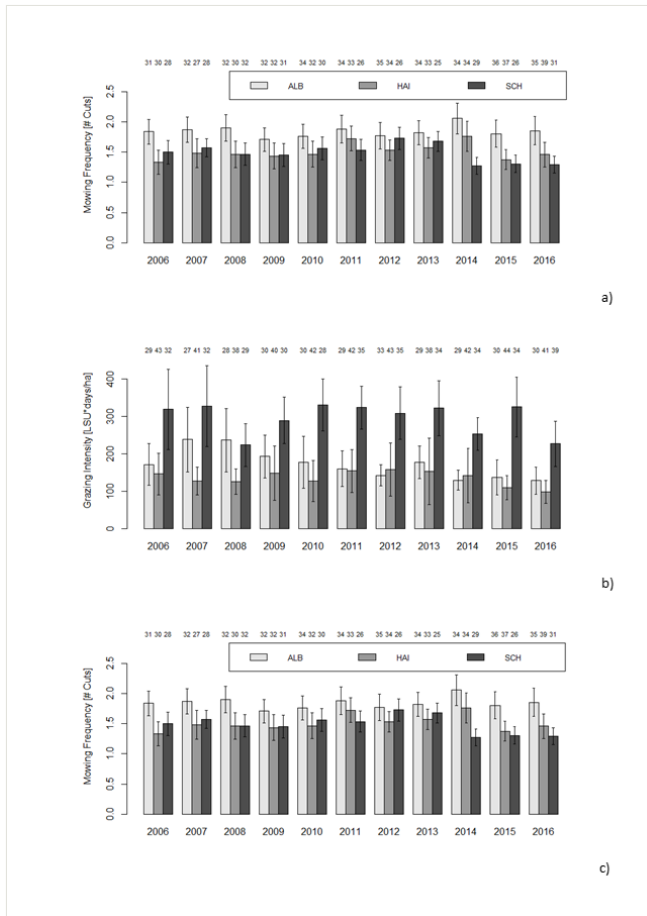 31 30 28 32 27 28 32 30 32 32 32 31 34 32 30 34 33 26 35 34 26 34 33 25 34 34 29 36 37 26 35 39 31
ALB HAI SCH
Mowing Frequency [# Cuts]
2.5
2.0
1.5
1.0
0.5
0.0
2006 2007 2008 2009 2010 2011 2012 2013 2014 2015 2016
a)
29 43 32 27 41 32 28 38 29 30 40 30 30 42 28 29 42 35 33 43 35 29 38 34 29 42 34 30 44 34 30 41 39
Grazing Intensity [LSU*days/ha]
400
300
200
100
0
2006 2007 2008 2009 2010 2011 2012 2013 2014 2015 2016
b)
31 30 28 32 27 28 32 30 32 32 32 31 34 32 30 34 33 26 35 34 26 34 33 25 34 34 29 36 37 26 35 39 31
ALB HAI SCH
Mowing Frequency [# Cuts]
2.5
2.0
1.5
1.0
0.5
0.0
2006 2007 2008 2009 2010 2011 2012 2013 2014 2015 2016
c)